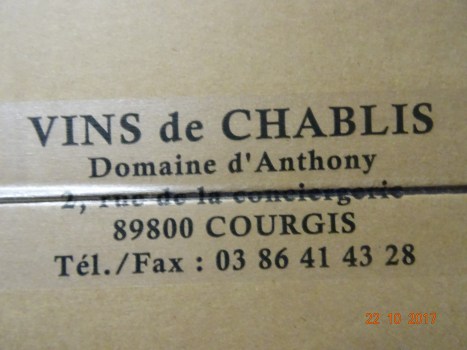 VINS de CHABLIS
Domaine d'Anthony
2, rue de la conciergerie
89800 COURGIS
Tél./Fax : 03 86 41 43 28
22 10 2017